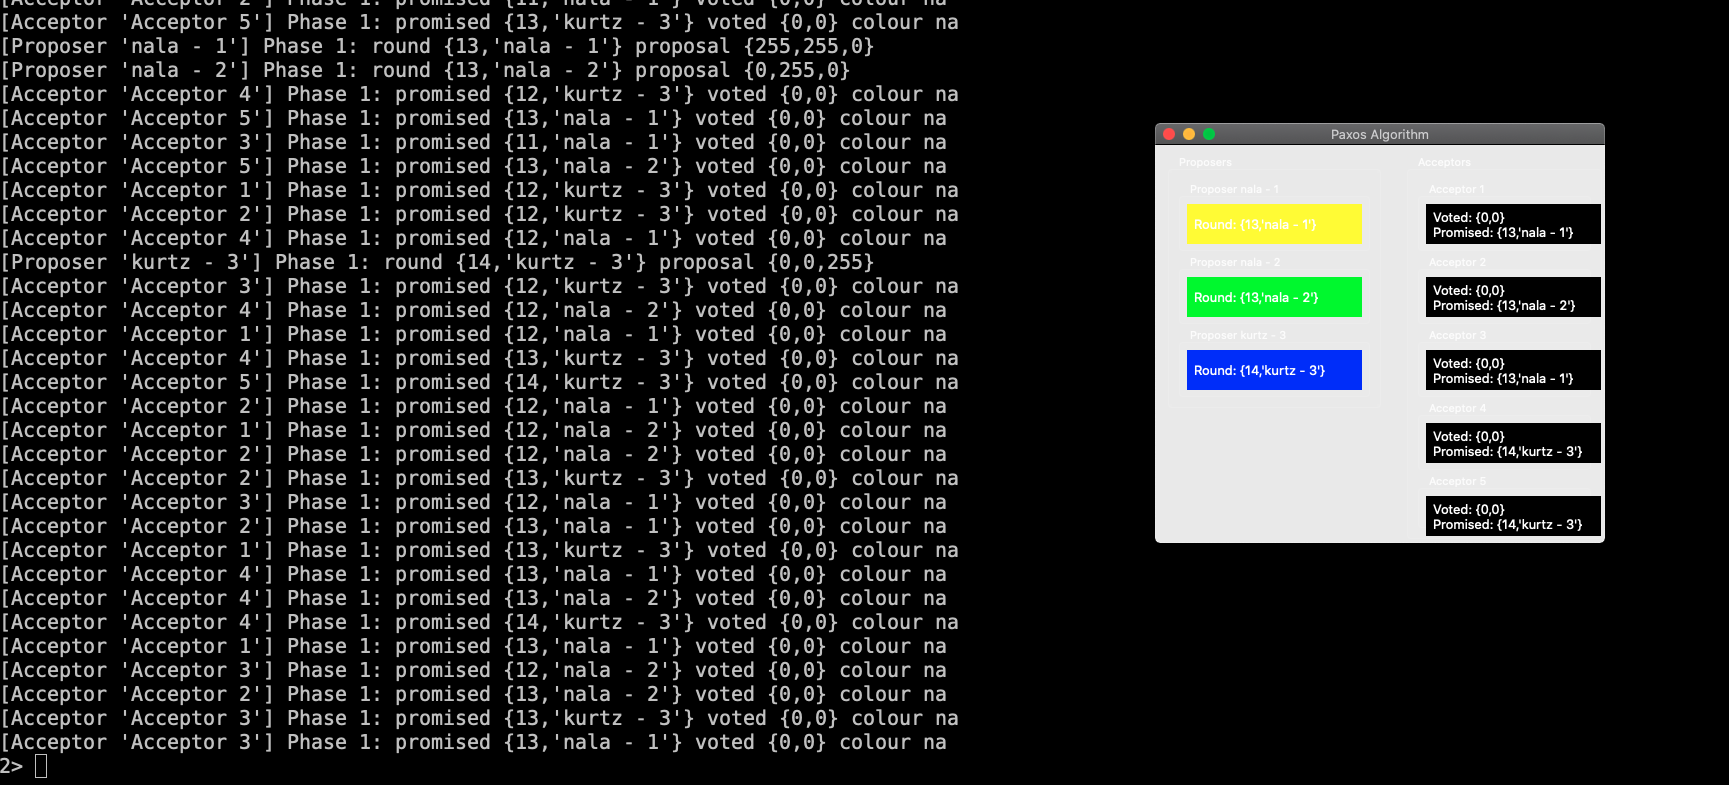 [Acceptor 'Acceptor 2'] Phase 1: promised {11,'nala - 1'} voted {0,0} colour na
[Acceptor 'Acceptor 5'] Phase 1: promised {13,'kurtz - 3'} voted {0,0} colour na
[Proposer 'nala - 1'] Phase 1: round {13,'nala - 1'} proposal {255,255,0}
[Proposer 'nala - 2'] Phase 1: round {13,'nala - 2'} proposal {0,255,0}
[Acceptor 'Acceptor 4'] Phase 1: promised {12,'kurtz - 3'} voted {0,0} colour na
[Acceptor 'Acceptor 5'] Phase 1: promised {13,'nala - 1'} voted {0,0} colour na
[Acceptor 'Acceptor 3'] Phase 1: promised {11,'nala - 1'} voted {0,0} colour na
[Acceptor 'Acceptor 5'] Phase 1: promised {13,'nala - 2'} voted {0,0} colour na
[Acceptor 'Acceptor 1'] Phase 1: promised {12,'kurtz - 3'} voted {0,0} colour na
[Acceptor 'Acceptor 2'] Phase 1: promised {12,'kurtz - 3'} voted {0,0} colour na
[Acceptor 'Acceptor 4'] Phase 1: promised {12,'nala - 1'} voted {0,0} colour na
[Proposer 'kurtz - 3'] Phase 1: round {14,'kurtz - 3'} proposal {0,0,255}
[Acceptor 'Acceptor 3'] Phase 1: promised {12,'kurtz - 3'} voted {0,0} colour na
[Acceptor 'Acceptor 4'] Phase 1: promised {12,'nala - 2'} voted {0,0} colour na
[Acceptor 'Acceptor 1'] Phase 1: promised {12,'nala - 1'} voted {0,0} colour na
[Acceptor 'Acceptor 4'] Phase 1: promised {13,'kurtz - 3'} voted {0,0} colour na
[Acceptor 'Acceptor 5'] Phase 1: promised {14,'kurtz - 3'} voted {0,0} colour na
[Acceptor 'Acceptor 2'] Phase 1: promised {12,'nala - 1'} voted {0,0} colour na
[Acceptor 'Acceptor 1'] Phase 1: promised {12,'nala - 2'} voted {0,0} colour na
[Acceptor 'Acceptor 2'] Phase 1: promised {12,'nala - 2'} voted {0,0} colour na
[Acceptor 'Acceptor 2'] Phase 1: promised {13,'kurtz - 3'} voted {0,0} colour na
[Acceptor 'Acceptor 3'] Phase 1: promised {12,'nala - 1'} voted {0,0} colour na
[Acceptor 'Acceptor 2'] Phase 1: promised {13,'nala - 1'} voted {0,0} colour na
[Acceptor 'Acceptor 1'] Phase 1: promised {13,'kurtz - 3'} voted {0,0} colour na
[Acceptor 'Acceptor 4'] Phase 1: promised {13,'nala - 1'} voted {0,0} colour na
[Acceptor 'Acceptor 4'] Phase 1: promised {13,'nala - 2'} voted {0,0} colour na
[Acceptor 'Acceptor 4'] Phase 1: promised {14,'kurtz - 3'} voted {0,0} colour na
[Acceptor 'Acceptor 1'] Phase 1: promised {13,'nala - 1'} voted {0,0} colour na
[Acceptor 'Acceptor 3'] Phase 1: promised {12,'nala - 2'} voted {0,0} colour na
[Acceptor 'Acceptor 2'] Phase 1: promised {13,'nala - 2'} voted {0,0} colour na
[Acceptor 'Acceptor 3'] Phase 1: promised {13,'kurtz - 3'} voted {0,0} colour na
[Acceptor 'Acceptor 3'] Phase 1: promised {13,'nala - 1'} voted {0,0} colour na
2>
Paxos Algorithm
Proposers
Proposer nala - 1
Round: {13,'nala - 1'}
Proposer nala - 2
Round: {13,'nala - 2'}
Proposer kurtz - 3
Round: {14,'kurtz - 3'}
Acceptors
Acceptor 1
Voted: {0,0}
Promised: {13,'nala - 1'}
Acceptor 2
Voted: {0,0}
Promised: {13,'nala - 2'}
Acceptor 3
Voted: {0,0}
Promised: {13,'nala - 1'}
Acceptor 4
Voted: {0,0}
Promised: {14,'kurtz - 3'}
Acceptor 5
Voted: {0,0}
Promised: {14,'kurtz - 3'}